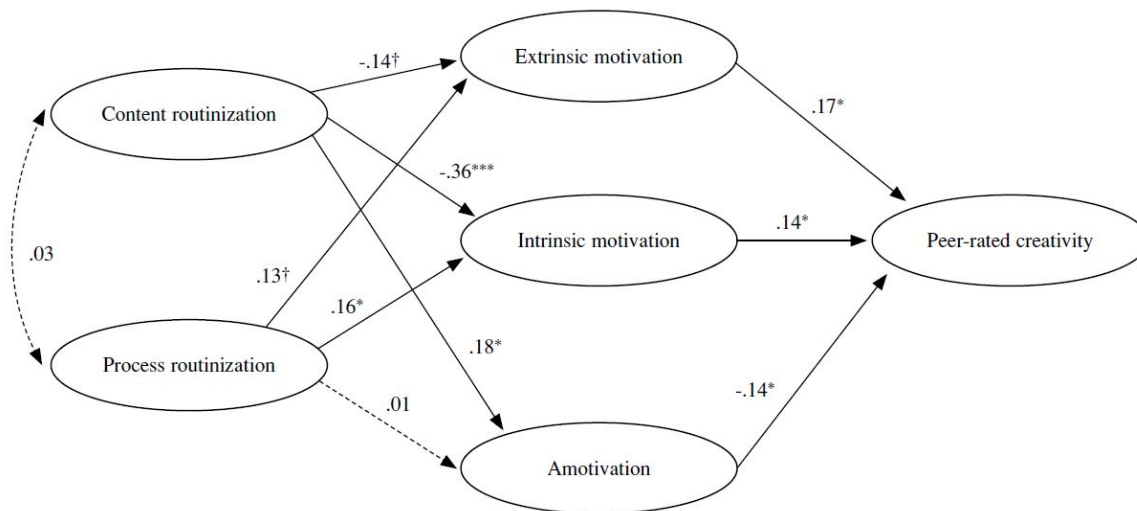 Extrinsic motivation
-.14†
Content routinization
.17*
-.36***
Intrinsic motivation
.14*
Peer-rated creativity
.03
.13†
.16*
Process routinization
.18*
.01
-.14*
Amotivation